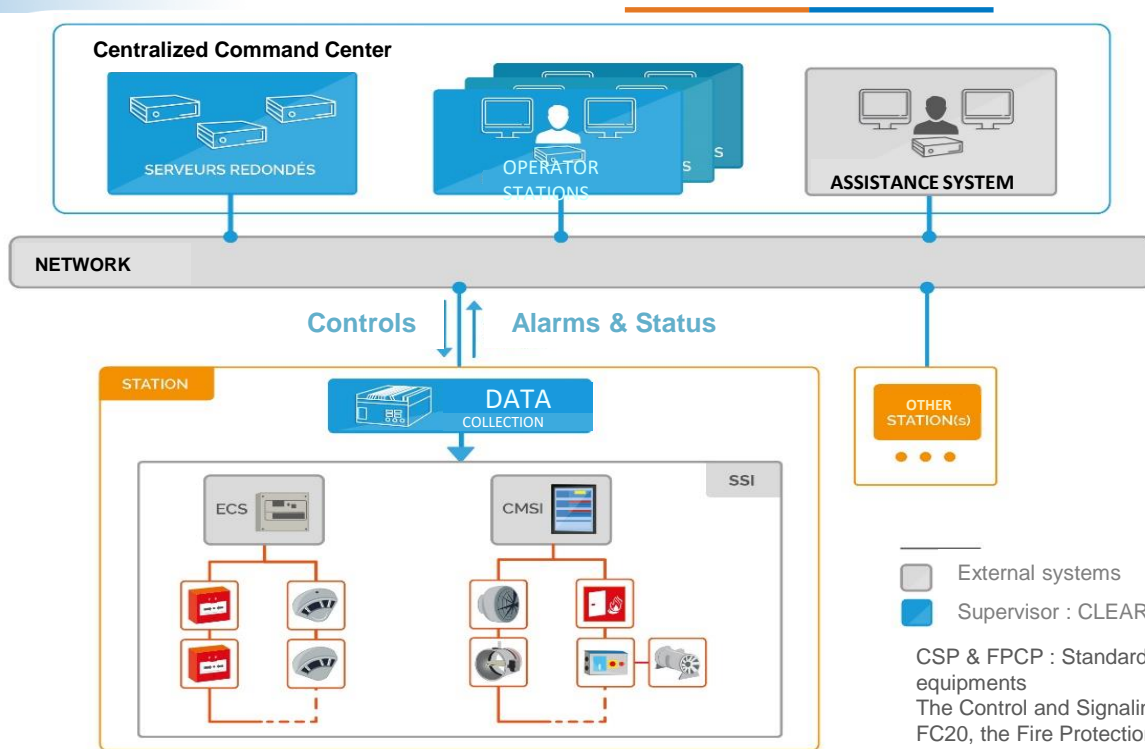 Centralized Command Center
SERVEURS REDONDÉS
OPERATOR
STATIONS
S
S
ASSISTANCE SYSTEM
NETWORK
Controls
Alarms & Status
STATION
DATA
COLLECTION
OTHER
STATION(s)
SSI
ECS
CMSI
External systems
Supervisor : CLEAR
CSP & FPCP : Standard
equipments
The Control and Signalin
FC20, the Fire Protectio